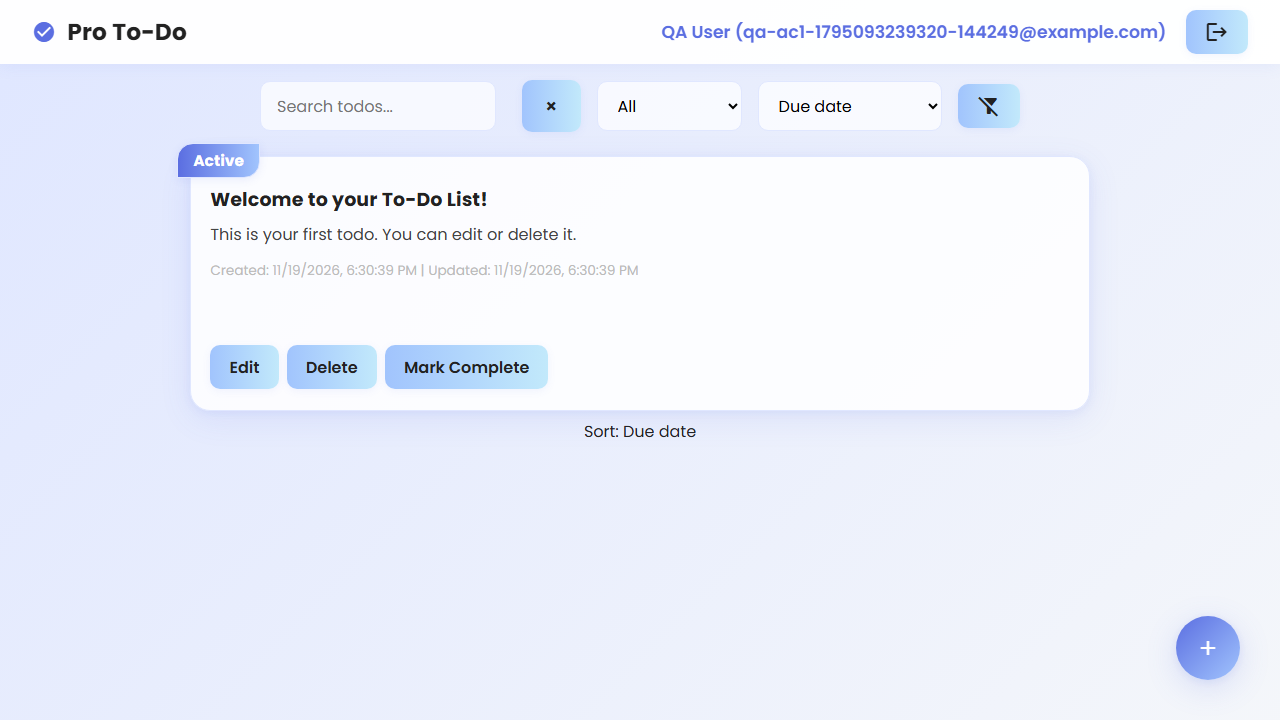 Pro To-Do
QA User (qa-ac1-1795093239320-144249@example.com)
Search todos...
×
All
Due date
Active
Welcome to your To-Do List!
This is your first todo. You can edit or delete it.
Created: 11/19/2026, 6:30:39 PM | Updated: 11/19/2026, 6:30:39 PM
Edit
Delete
Mark Complete
Sort: Due date
+